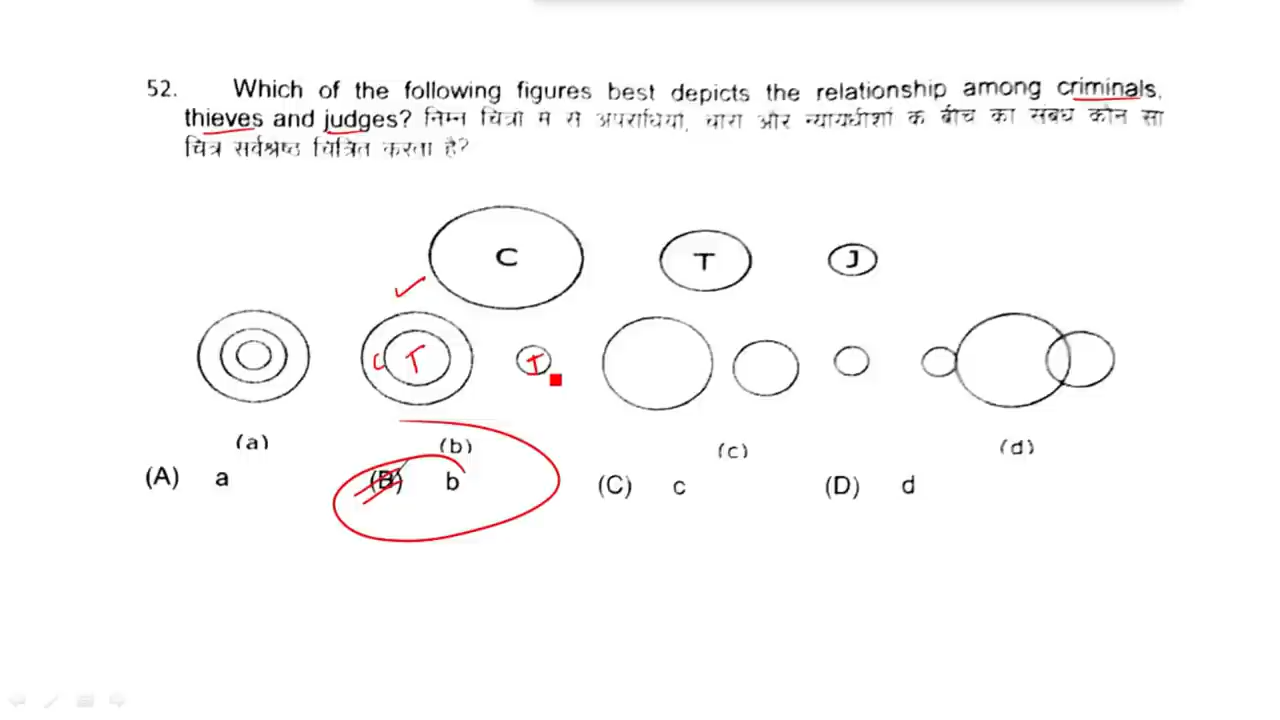 52. Which of the following figures best depicts the relationship among criminals,
thieves and judges? निम्न चित्रों में से अपराधियों, चोरों और न्यायधीशों के बीच का संबंध कौन सा
चित्र सर्वश्रेष्ठ चित्रित करता है?
C T J
C T T
(a) (b) (c) (d)
(A) a (B) b (C) c (D) d